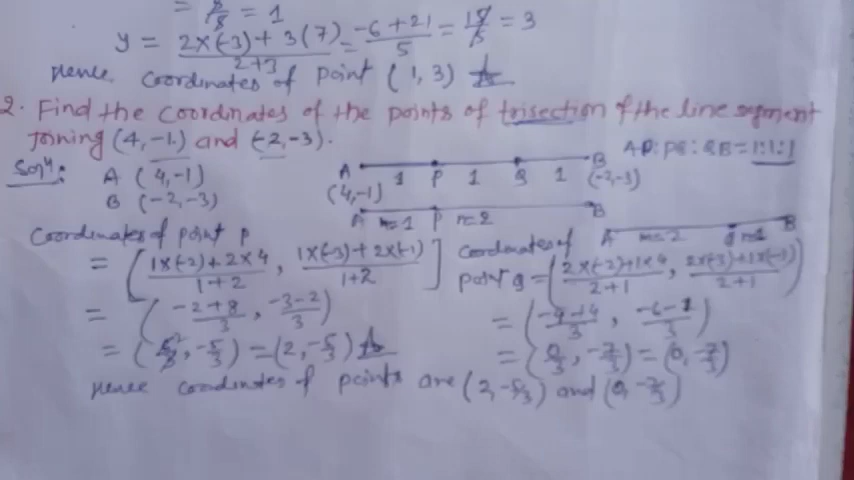 = 8/8 = 1
y = 2×(-3)+3(7)/2+3 = -6+21/5 = 15/5 = 3
Hence coordinates of point (1,3)
2. Find the coordinates of the points of trisection of the line segment
joining (4,-1) and (-2,-3).
Solⁿ: A (4,-1)
B (-2,-3)
A 1 P 1 Q 1 B AP:PQ:QB = 1:1:1
(4,-1) (-2,-3)
A m=1 P n=2 B
Coordinates of point P
= (1×(-2)+2×4/1+2, 1×(-3)+2×(-1)/1+2]
= (-2+8/3, -3-2/3)
= (6/3, -5/3) = (2,-5/3)
A m=2 B
Coordinates of
point Q = (2×(-2)+1×4/2+1, 2×(-3)+1×(-1)/2+1)
= (-4+4/3, -6-1/3)
= (0/3, -7/3) = (0,-7/3)
Hence coordinates of points are (2,-5/3) and (0,-7/3)